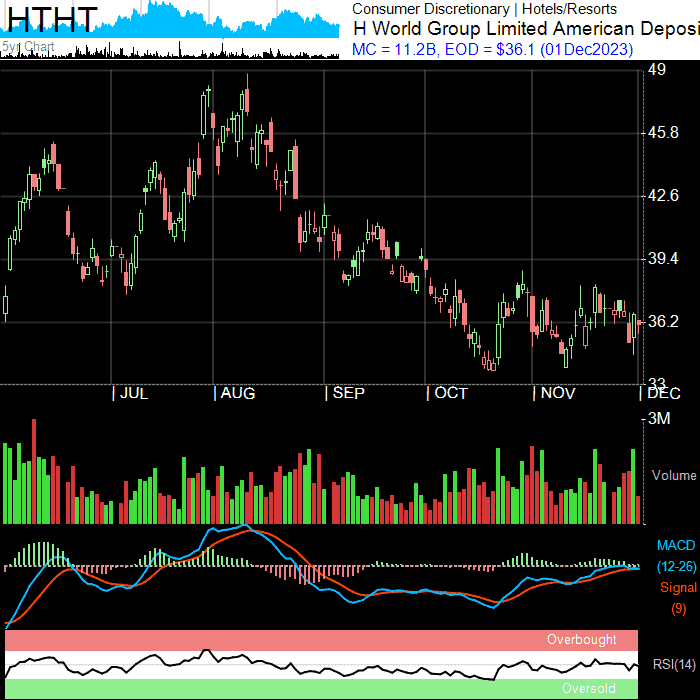 HTHT
5yr Chart
Consumer Discretionary | Hotels/Resorts
H World Group Limited American Deposi
MC = 11.2B, EOD = $36.1 (01Dec2023)
49
45.8
42.6
39.4
36.2
33
JUL
AUG
SEP
OCT
NOV
DEC
3M
Volume
MACD
(12-26)
Signal
(9)
Overbought
RSI(14)
Oversold